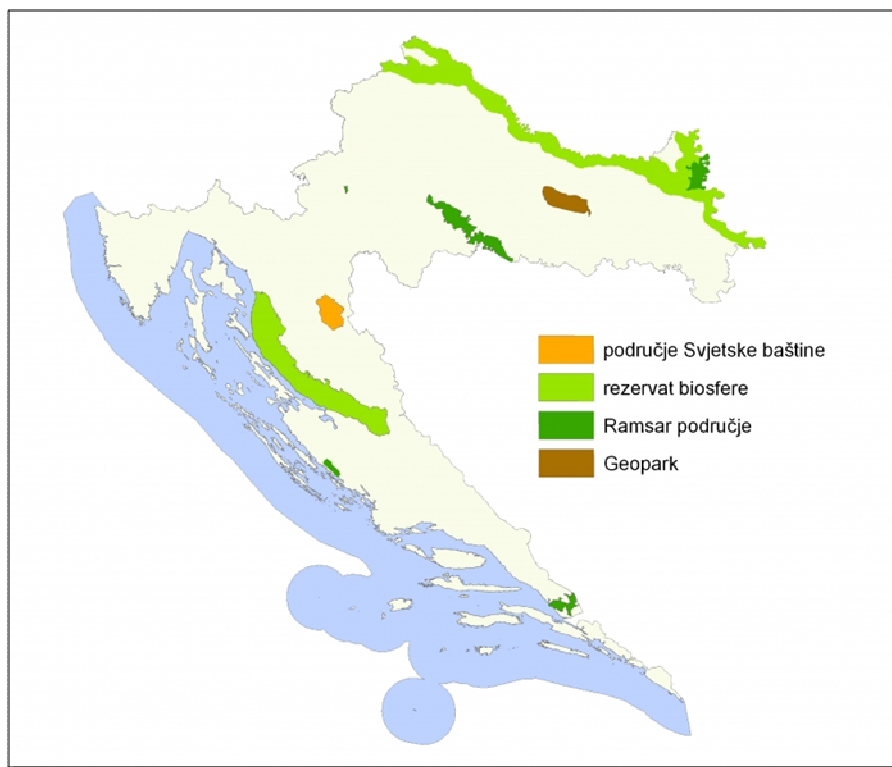 područje Svjetske baštine
rezervat biosfere
Ramsar područje
Geopark